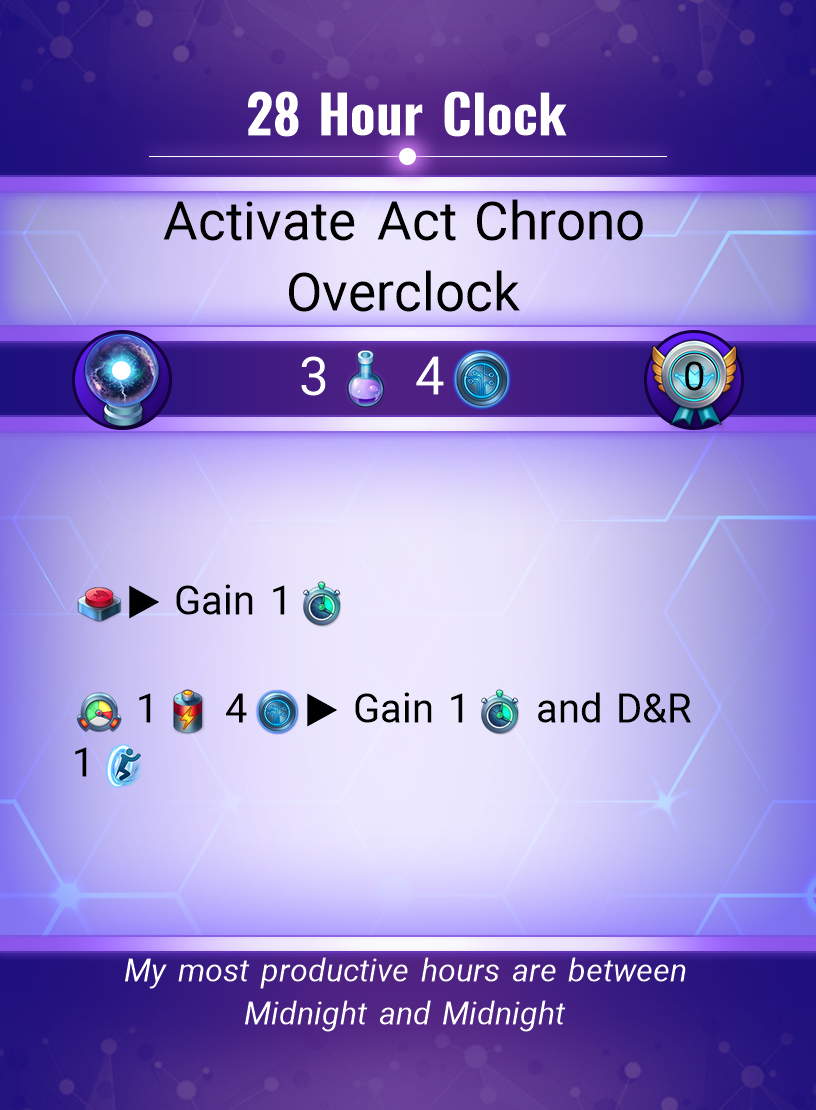 28 Hour Clock
Activate Act Chrono
Overclock
3 4 0
Gain 1
1 4 Gain 1 and D&R
1
My most productive hours are between
Midnight and Midnight